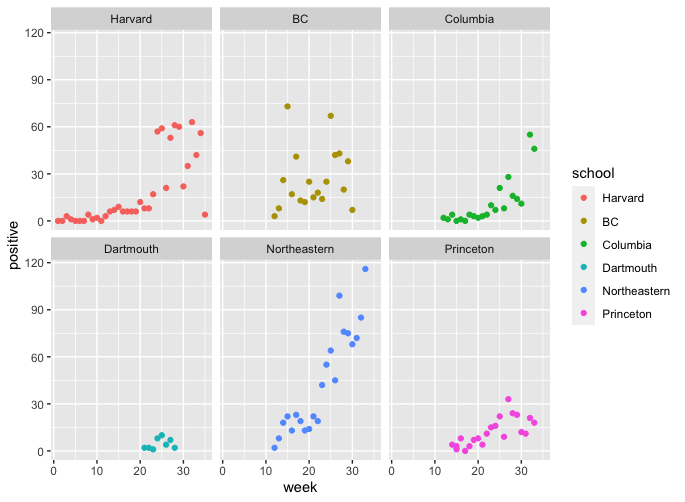 Harvard BC Columbia
120
90
60
30
0
positive
Dartmouth Northeastern Princeton
120
90
60
30
0
0 10 20 30 0 10 20 30 0 10 20 30
week
school
Harvard
BC
Columbia
Dartmouth
Northeastern
Princeton